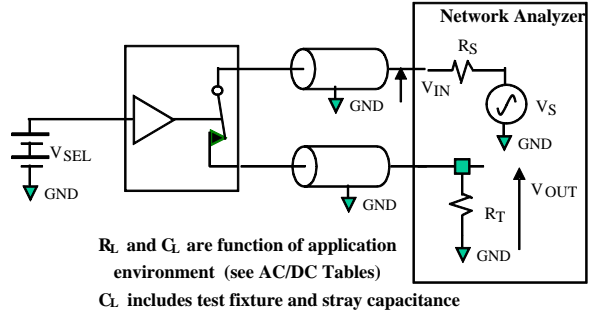 Network Analyzer
RS
GND
VIN
VS
GND
VSEL
GND
GND
RT
VOUT
GND
RL and CL are function of application
environment (see AC/DC Tables)
CL includes test fixture and stray capacitance